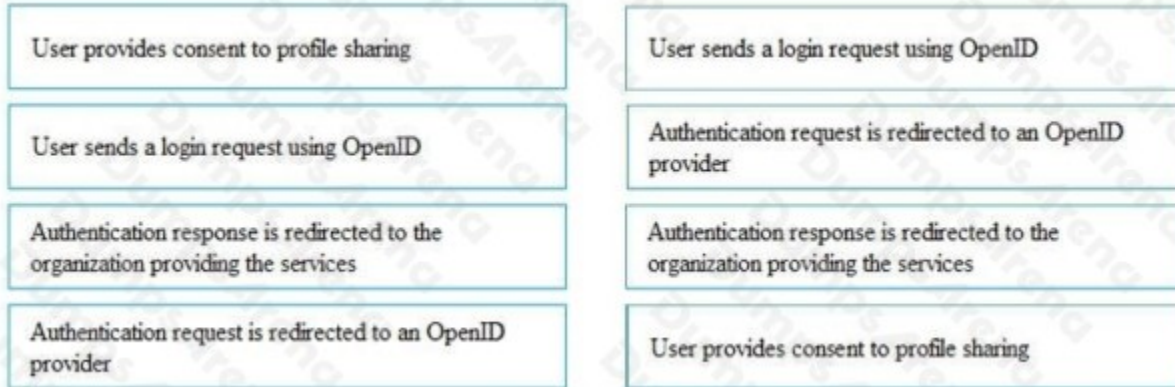 User provides consent to profile sharing
User sends a login request using OpenID
Authentication response is redirected to the
organization providing the services
Authentication request is redirected to an OpenID
provider
User sends a login request using OpenID
Authentication request is redirected to an OpenID
provider
Authentication response is redirected to the
organization providing the services
User provides consent to profile sharing
DumpsArena